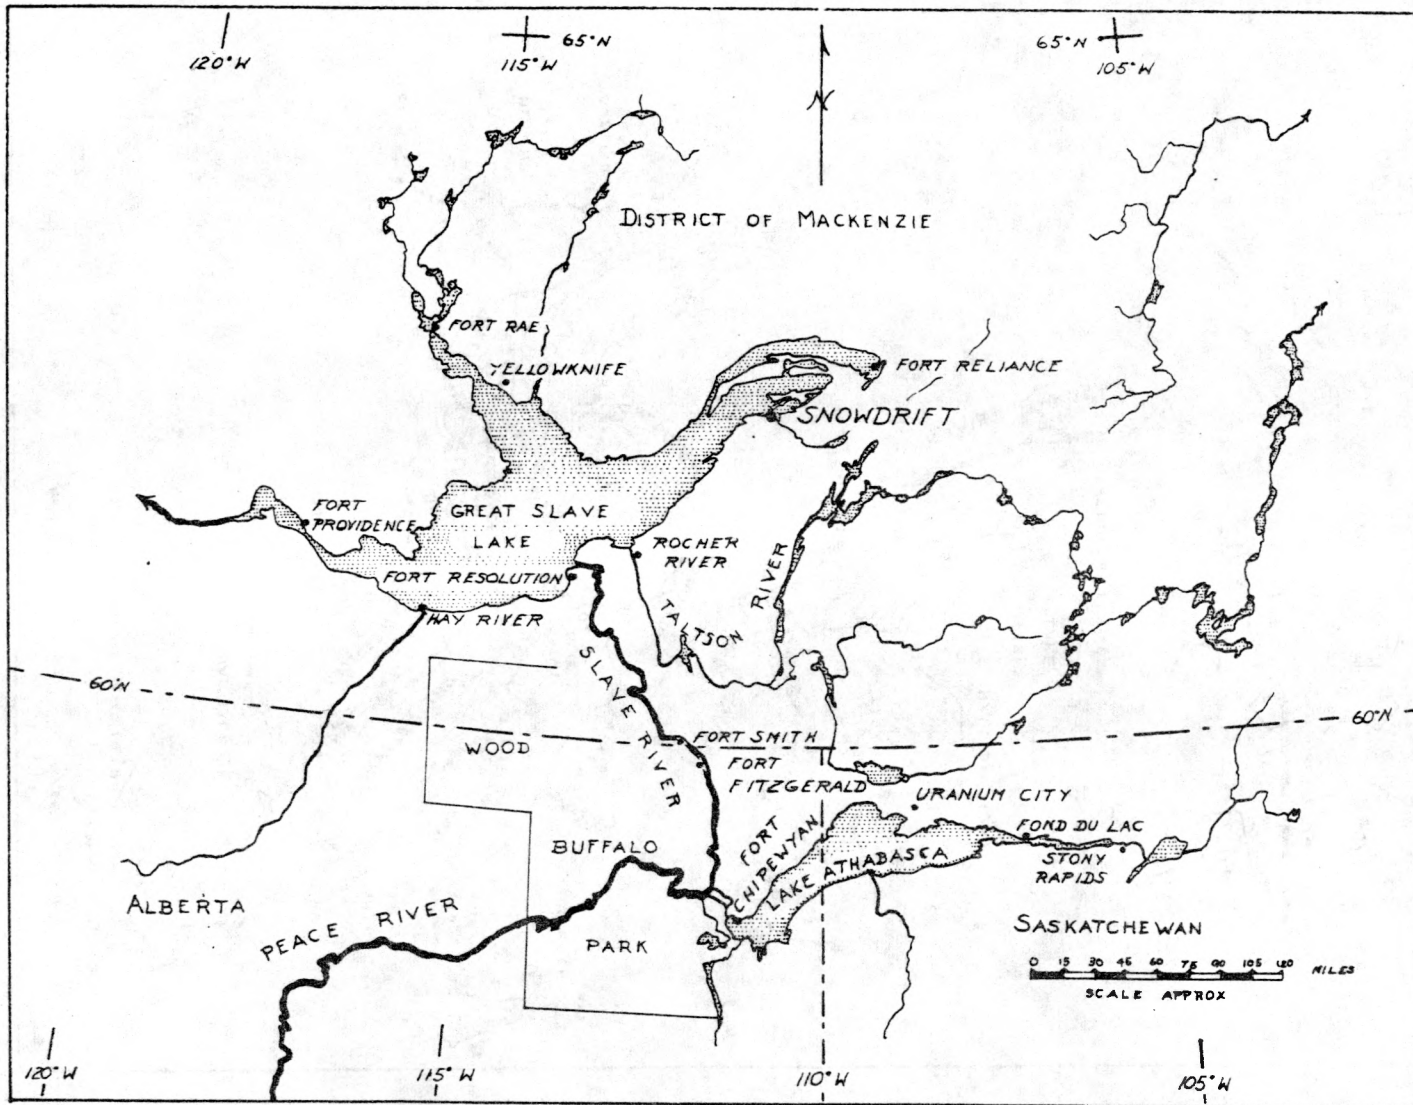 120°W
115°W
65°N
N
65°N
105°W
DISTRICT OF MACKENZIE
FORT RAE
YELLOWKNIFE
FORT RELIANCE
SNOWDRIFT
FORT
PROVIDENCE
GREAT SLAVE
LAKE
FORT RESOLUTION
ROCHER
RIVER
HAY RIVER
TALTSON
RIVER
SLAVE RIVER
60°N
60°N
WOOD
FORT SMITH
FORT
FITZGERALD
URANIUM CITY
FOND DU LAC
STONY
RAPIDS
FORT
CHIPEWYAN
LAKE ATHABASCA
BUFFALO
ALBERTA
PEACE RIVER
PARK
SASKATCHEWAN
0 15 30 45 60 75 90 105 120 MILES
SCALE APPROX
120°W
115°W
110°W
105°W